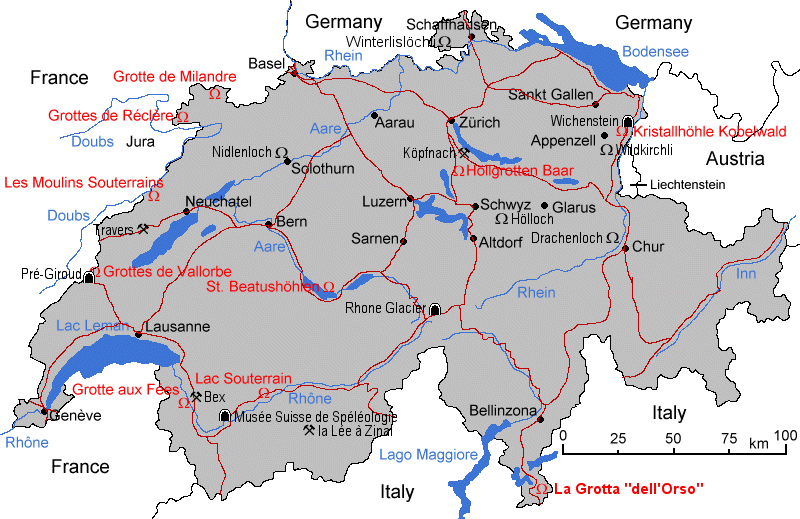 Germany
Schaffhausen
Germany
Winterlislöchli
Rhein
Bodensee
Basel
France
Grotte de Milandre
Sankt Gallen
Grottes de Réclère
Aarau
Zürich
Wichenstein
Aare
Kristallhöhle Kobelwald
Doubs
Jura
Appenzell
Nidlenloch
Köpfnach
Wildkirchli
Austria
Solothurn
Höllgrotten Baar
Les Moulins Souterrains
Liechtenstein
Neuchatel
Luzern
Schwyz
Glarus
Doubs
Hölloch
Bern
Travers
Sarnen
Altdorf
Drachenloch
Aare
Chur
Pré-Giroud
Grottes de Vallorbe
Inn
St. Beatushöhlen
Rhein
Rhone Glacier
Lac Leman
Lausanne
Lac Souterrain
Grotte aux Fées
Bex
Rhône
Genève
Musée Suisse de Spéléologie
Bellinzona
Italy
la Lée à Zinal
Rhône
0 25 50 75 100
km
Lago Maggiore
France
Italy
La Grotta "dell'Orso"